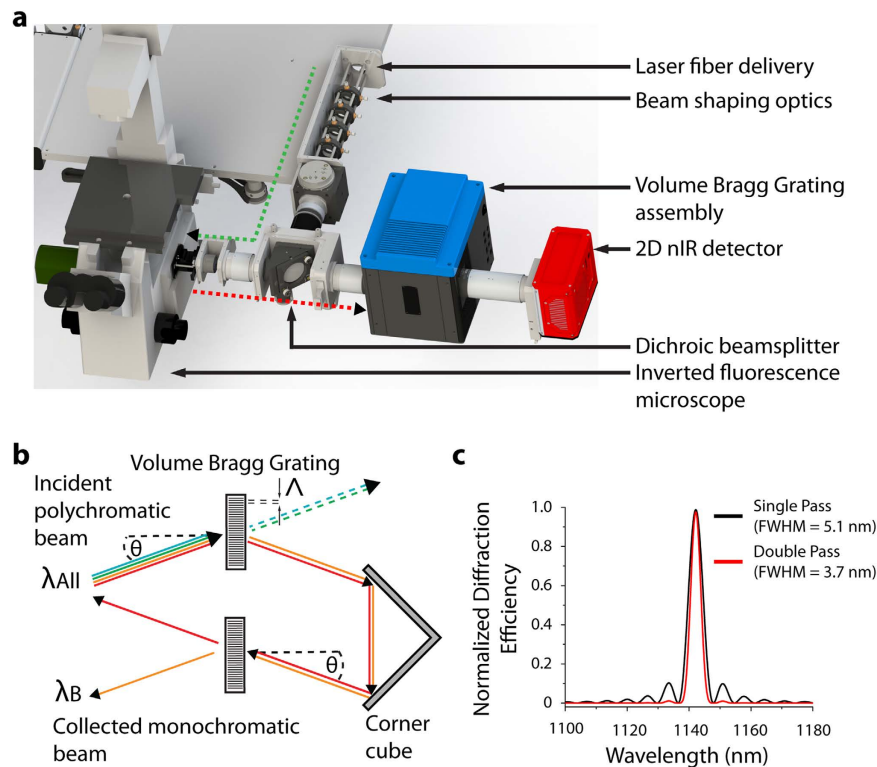 a
Laser fiber delivery
Beam shaping optics
Volume Bragg Grating
assembly
2D nIR detector
Dichroic beamsplitter
Inverted fluorescence
microscope
b
Volume Bragg Grating
Λ
Incident
polychromatic
beam
θ
λAll
θ
λB
Collected monochromatic
beam
Corner
cube
c
Normalized Diffraction
Efficiency
1.0
0.8
0.6
0.4
0.2
0
1100
1120
1140
1160
1180
Wavelength (nm)
Single Pass
(FWHM = 5.1 nm)
Double Pass
(FWHM = 3.7 nm)